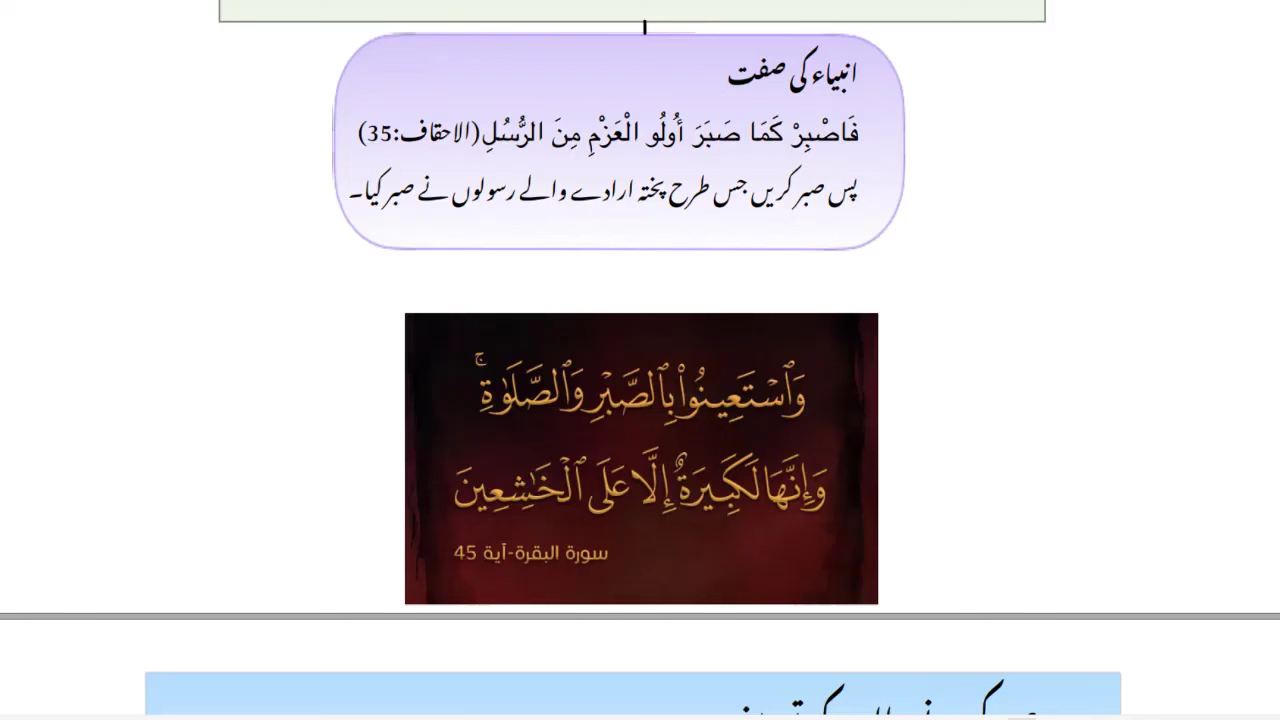 انبیاء کی صفت
فَاصْبِرْ كَمَا صَبَرَ أُولُو الْعَزْمِ مِنَ الرُّسُلِ(الاحقاف:35)
پس صبر کریں جس طرح پختہ ارادے والے رسولوں نے صبر کیا۔
وَٱسْتَعِينُوا۟ بِٱلصَّبْرِ وَٱلصَّلَوٰةِ ۚ
وَإِنَّهَا لَكَبِيرَةٌ إِلَّا عَلَى ٱلْخَٰشِعِينَ
سورة البقرة-آية 45